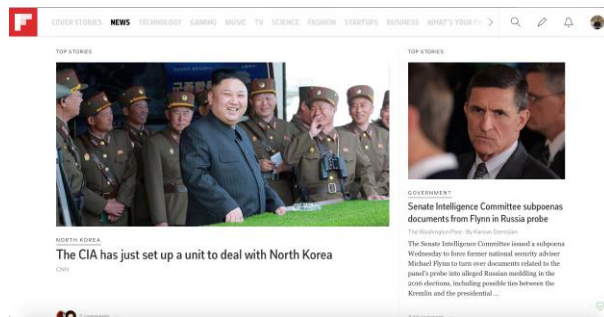 COVER STORIES NEWS TECHNOLOGY GAMING MUSIC TV SCIENCE FASHION STARTUPS BUSINESS WHAT'S YOUR
TOP STORIES
NORTH KOREA
The CIA has just set up a unit to deal with North Korea
CNN
TOP STORIES
GOVERNMENT
Senate Intelligence Committee subpoenas
documents from Flynn in Russia probe
The Washington Post · By Karoun Demirjian
The Senate Intelligence Committee issued a subpoena
Wednesday to force former national security adviser
Michael Flynn to turn over documents related to the
panel's probe into alleged Russian meddling in the
2016 elections, including possible ties between the
Kremlin and the presidential ...